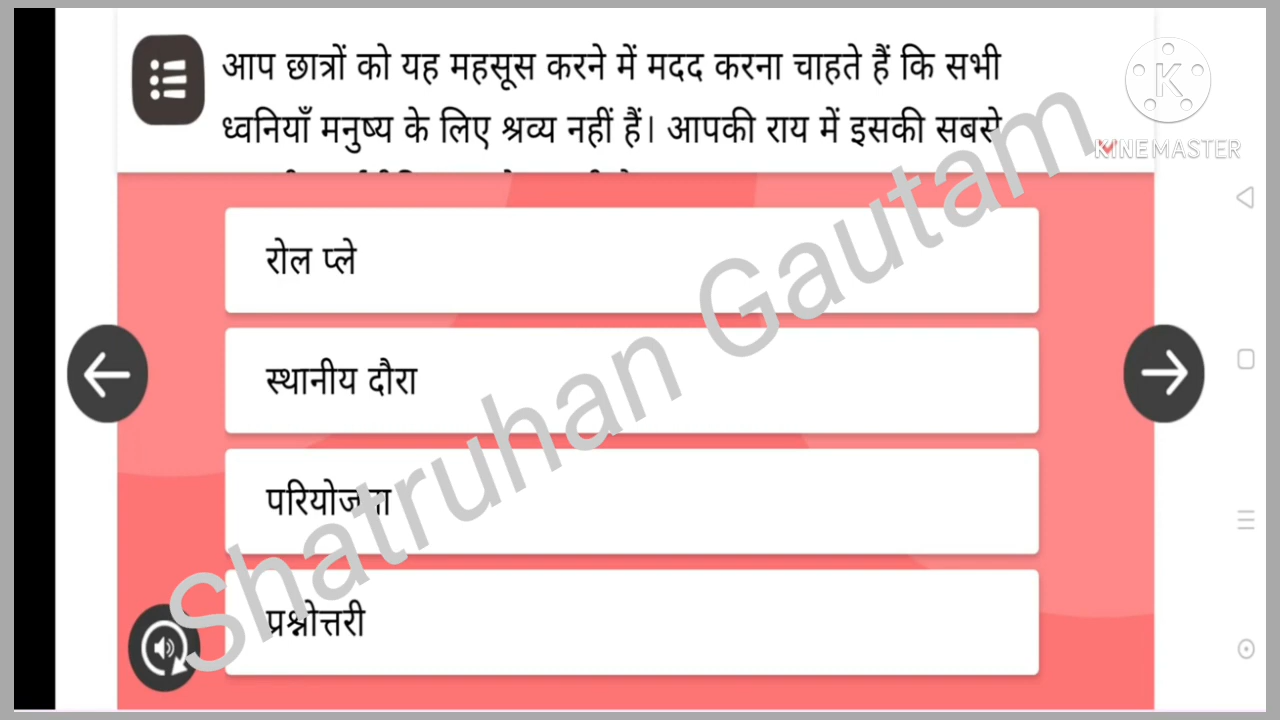 आप छात्रों को यह महसूस करने में मदद करना चाहते हैं कि सभी
ध्वनियाँ मनुष्य के लिए श्रव्य नहीं हैं। आपकी राय में इसकी सबसे
K
KINEMASTER
रोल प्ले
स्थानीय दौरा
परियोजना
प्रश्नोत्तरी
Shatruhan Gautam